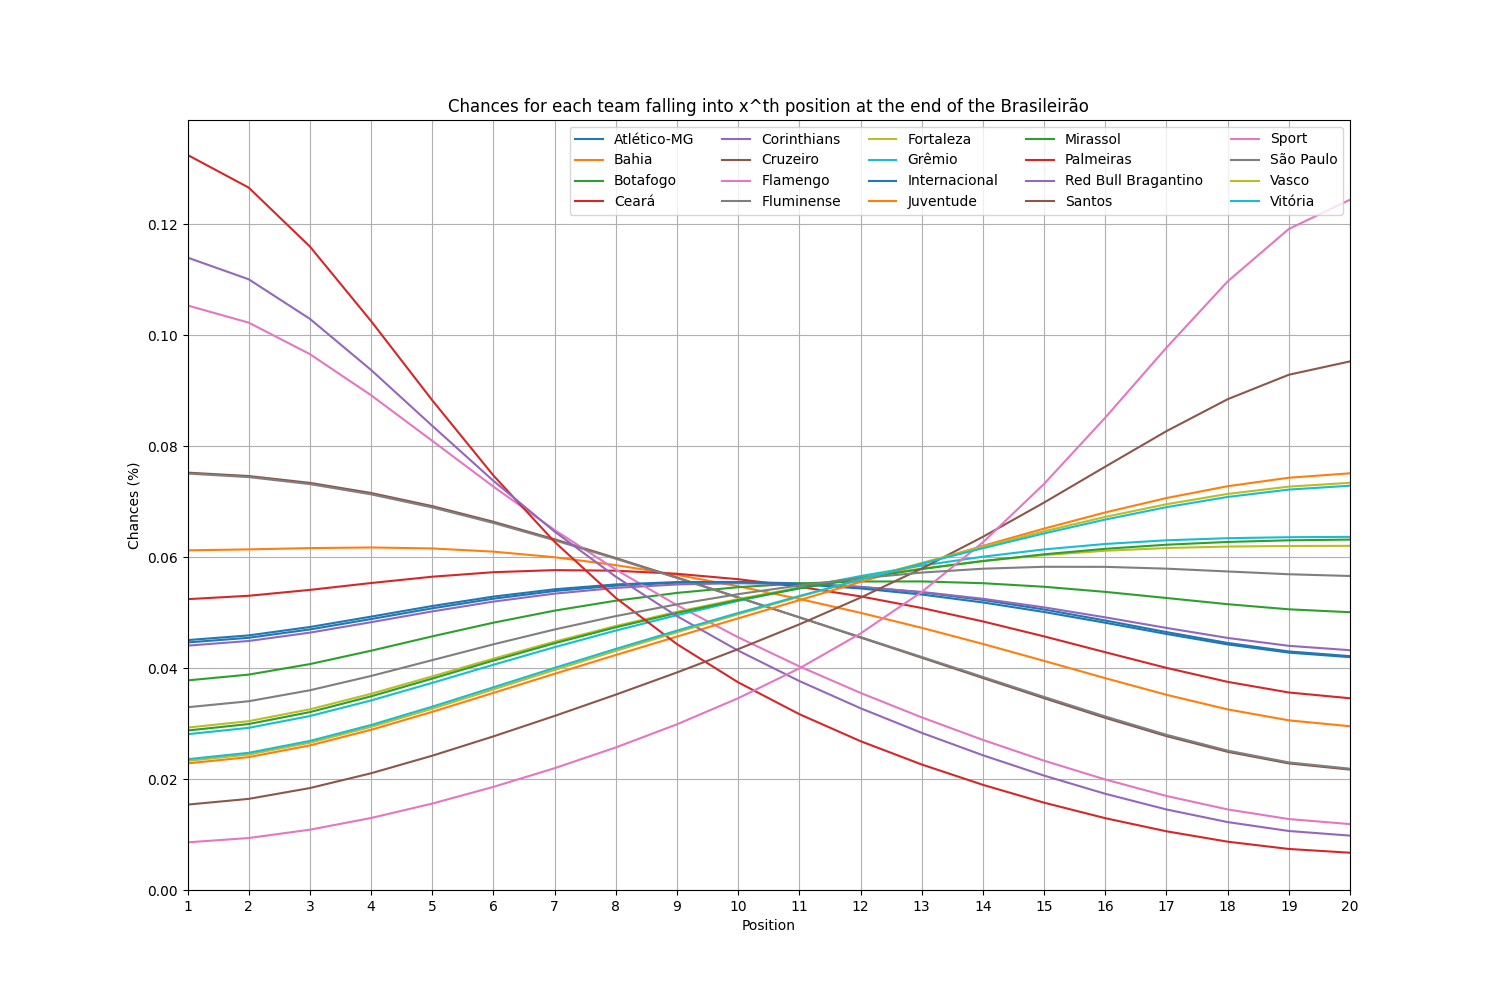 Chances for each team falling into x^th position at the end of the Brasileirão
Atlético-MG Corinthians Fortaleza Mirassol Sport
Bahia Cruzeiro Grêmio Palmeiras São Paulo
Botafogo Flamengo Internacional Red Bull Bragantino Vasco
Ceará Fluminense Juventude Santos Vitória
0.12
0.10
0.08
0.06
0.04
0.02
0.00
Chances (%)
1 2 3 4 5 6 7 8 9 10 11 12 13 14 15 16 17 18 19 20
Position